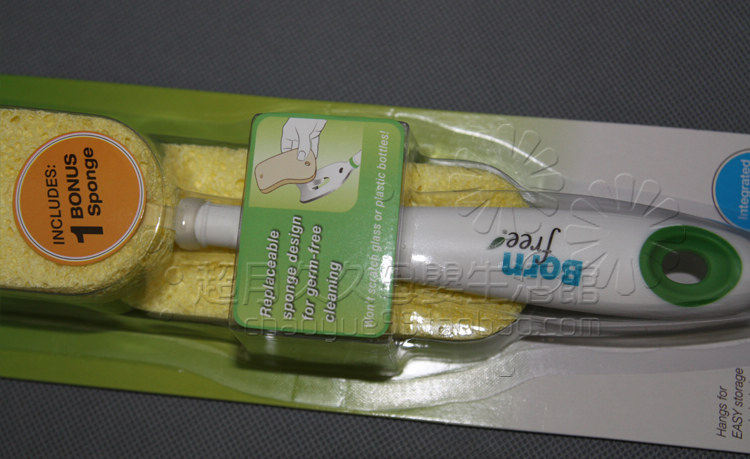 INCLUDES:
1 BONUS
Sponge
Replaceable
sponge design
for germ-free
cleaning
Won't scratch glass or plastic bottles!
Born
free
Integrated
Hangs for
EASY storage